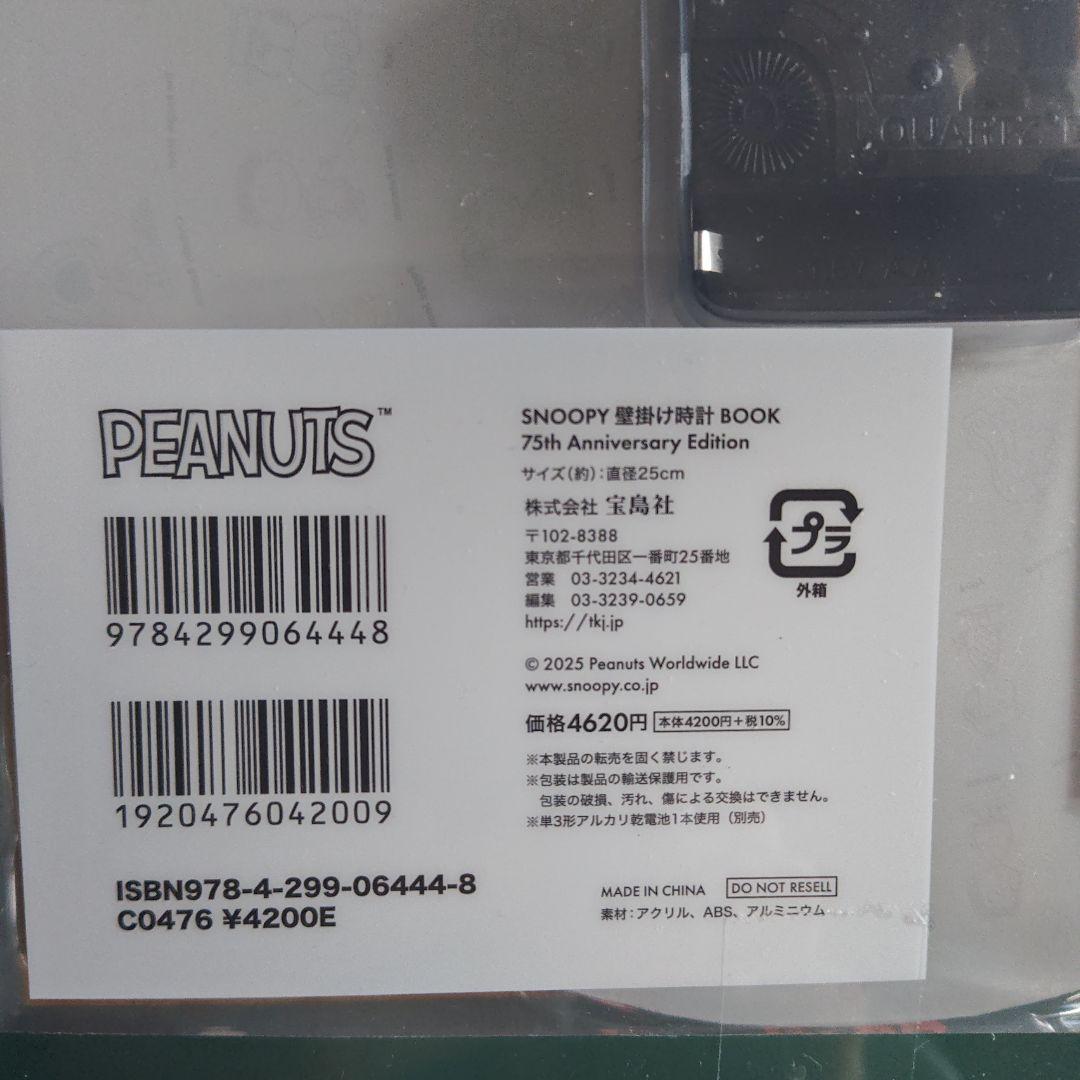 QUARTZ
PEANUTS™
9784299064448
1920476042009
ISBN978-4-299-06444-8
C0476 ¥4200E
SNOOPY 壁掛け時計 BOOK
75th Anniversary Edition
サイズ(約):直径25cm
株式会社 宝島社
〒102-8388
東京都千代田区一番町25番地
営業 03-3234-4621
編集 03-3239-0659
https://tkj.jp
プラ
外箱
© 2025 Peanuts Worldwide LLC
www.snoopy.co.jp
価格4620円 本体4200円+税10%
※本製品の転売を固く禁じます。
※包装は製品の輸送保護用です。
包装の破損、汚れ、傷による交換はできません。
※単3形アルカリ乾電池1本使用(別売)
MADE IN CHINA DO NOT RESELL
素材:アクリル、ABS、アルミニウム